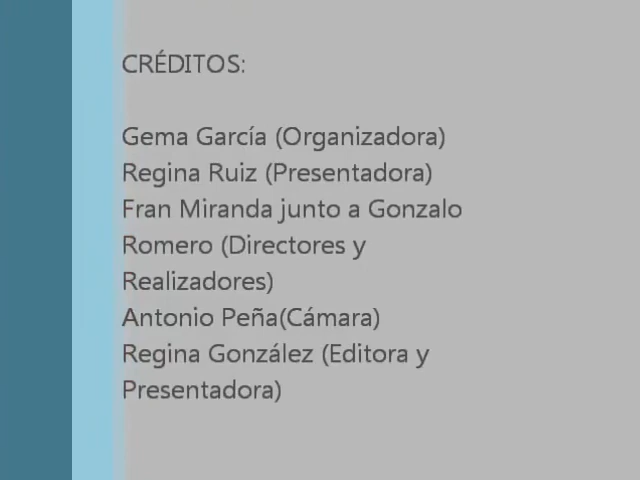 CRÉDITOS:
Gema García (Organizadora)
Regina Ruiz (Presentadora)
Fran Miranda junto a Gonzalo
Romero (Directores y
Realizadores)
Antonio Peña(Cámara)
Regina González (Editora y
Presentadora)